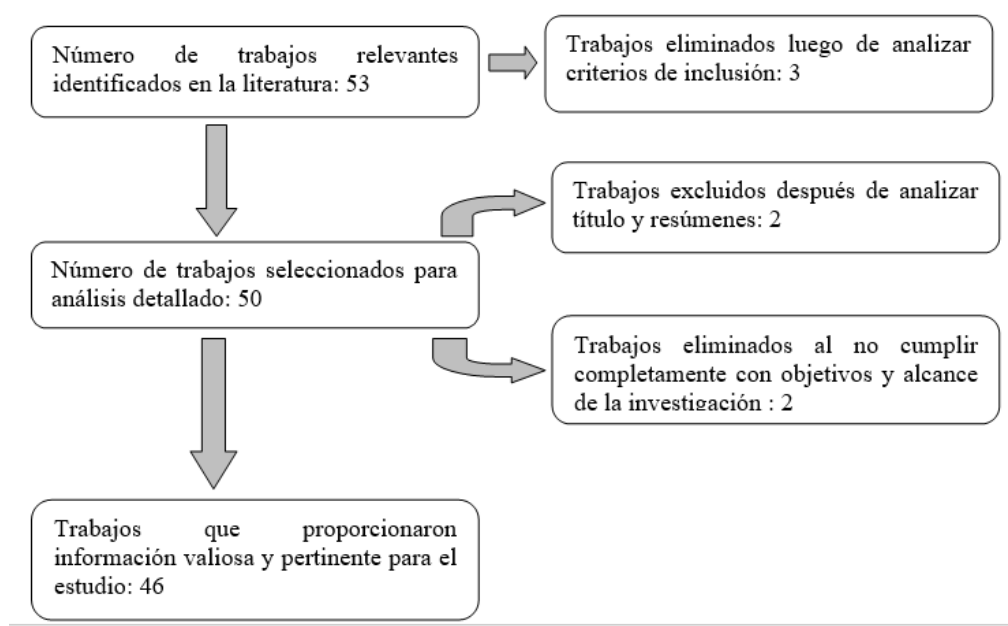 Número de trabajos relevantes
identificados en la literatura: 53
Trabajos eliminados luego de analizar
criterios de inclusión: 3
Trabajos excluidos después de analizar
título y resúmenes: 2
Número de trabajos seleccionados para
análisis detallado: 50
Trabajos eliminados al no cumplir
completamente con objetivos y alcance
de la investigación : 2
Trabajos que proporcionaron
información valiosa y pertinente para el
estudio: 46